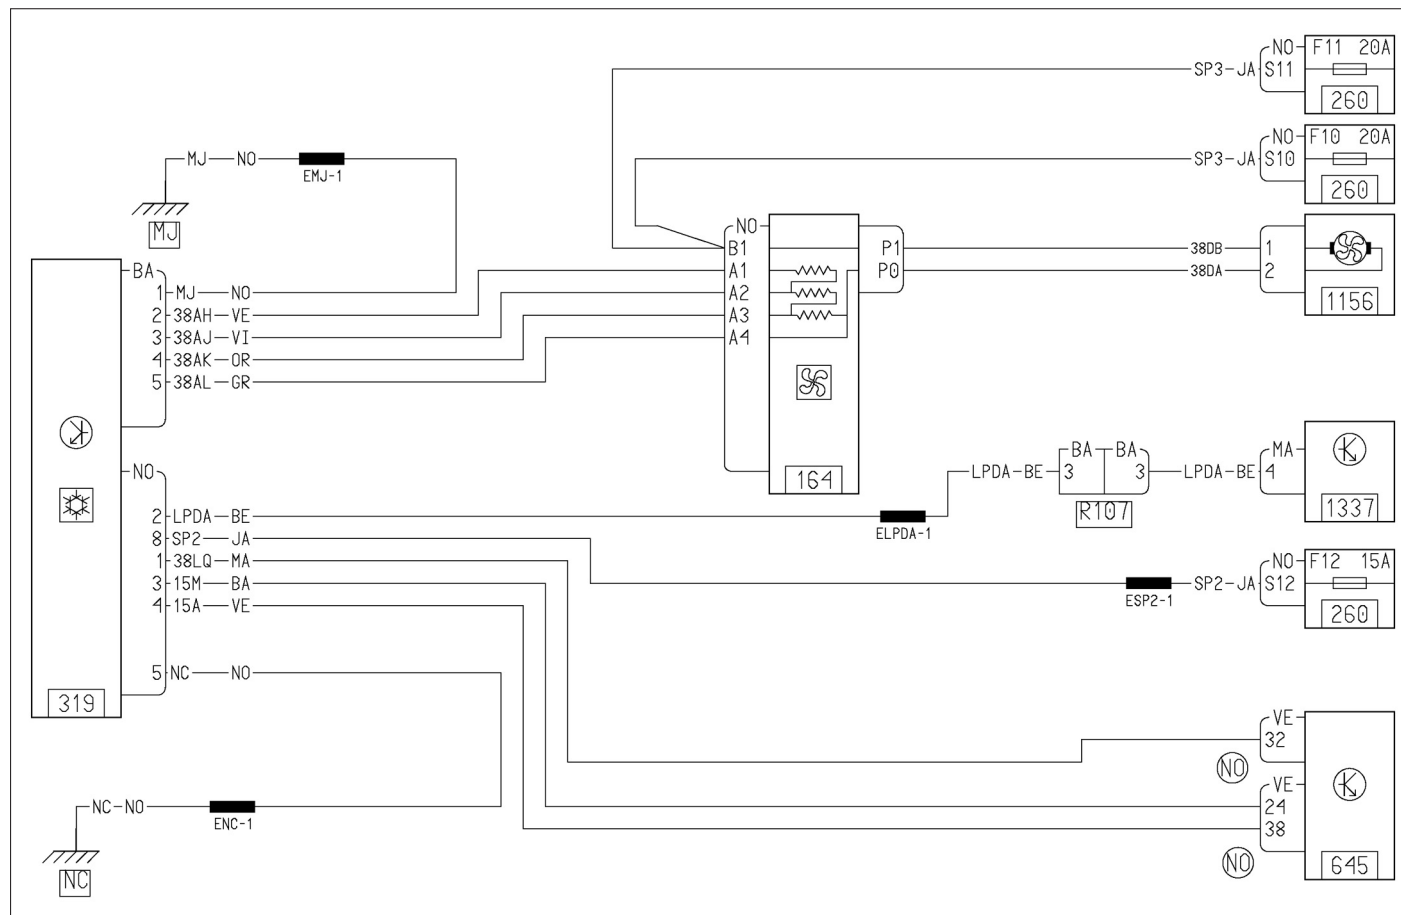 NO F11 20A
SP3 JA S11
260
NO F10 20A
MJ NO SP3 JA S10
EMJ-1
260
MJ
NO
B1 P1 38DB 1
BA A1 P0 38DA 2
1 MJ NO A2
1156
2 38AH VE A3
3 38AJ VI A4
4 38AK OR
5 38AL GR
BA BA MA
NO LPDA BE 3 3 LPDA BE 4
164
R107 1337
2 LPDA BE
ELPDA-1
8 SP2 JA
1 38LQ MA NO F12 15A
3 15M BA SP2 JA S12
ESP2-1
4 15A VE
260
5 NC NO
319
VE
32
NO
VE
NC NO 24
ENC-1
38
NO
645
NC